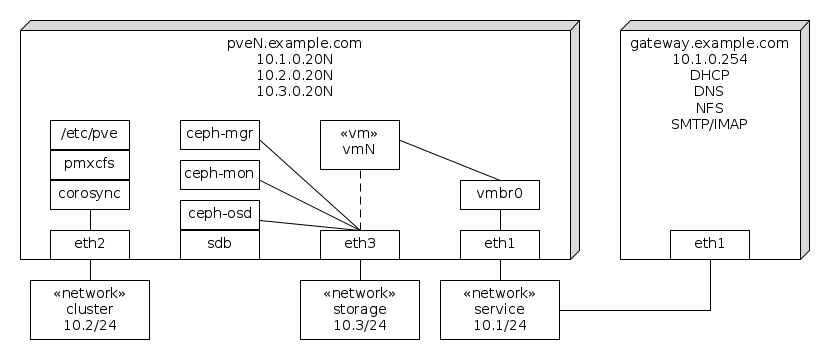 pveN.example.com
10.1.0.20N
10.2.0.20N
10.3.0.20N
gateway.example.com
10.1.0.254
DHCP
DNS
NFS
SMTP/IMAP
/etc/pve
pmxcfs
corosync
eth2
ceph-mgr
ceph-mon
ceph-osd
sdb
«vm»
vmN
eth3
vmbr0
eth1
eth1
«network»
cluster
10.2/24
«network»
storage
10.3/24
«network»
service
10.1/24